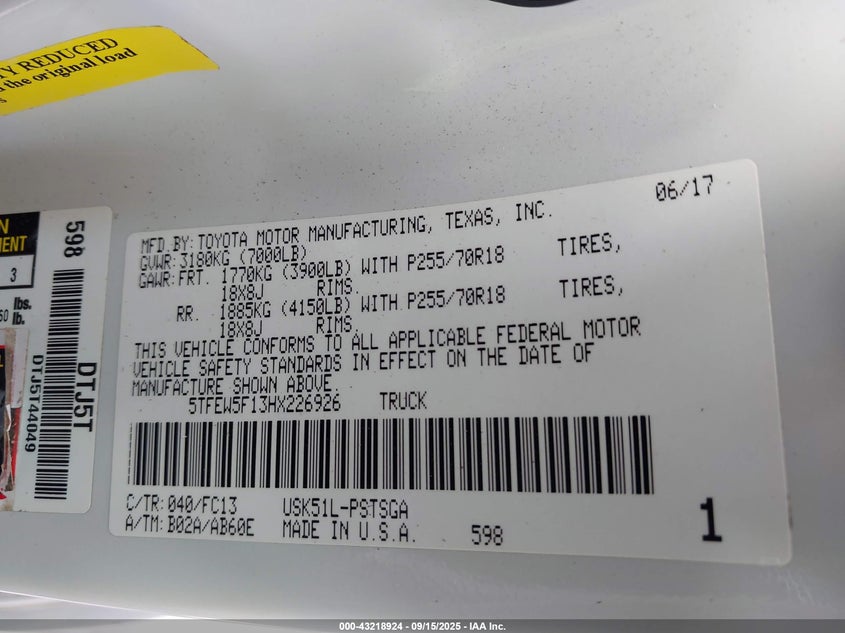 TY REDUCED
the original load
598
DTJ5T
DTJ5T44049
N
MENT
3
lbs.
lb.
06/17
MFD.BY:TOYOTA MOTOR MANUFACTURING, TEXAS, INC.
GVWR:3180KG (7000LB)
GAWR:FRT. 1770KG (3900LB) WITH P255/70R18 TIRES,
18X8J RIMS.
RR. 1885KG (4150LB) WITH P255/70R18 TIRES,
18X8J RIMS.
THIS VEHICLE CONFORMS TO ALL APPLICABLE FEDERAL MOTOR
VEHICLE SAFETY STANDARDS IN EFFECT ON THE DATE OF
MANUFACTURE SHOWN ABOVE.
5TFEW5F13HX226926 TRUCK
C/TR:040/FC13 USK51L-PSTSGA
A/TM:B02A/AB60E MADE IN U.S.A. 598
1
000-43218924 - 09/15/2025 - IAA Inc.